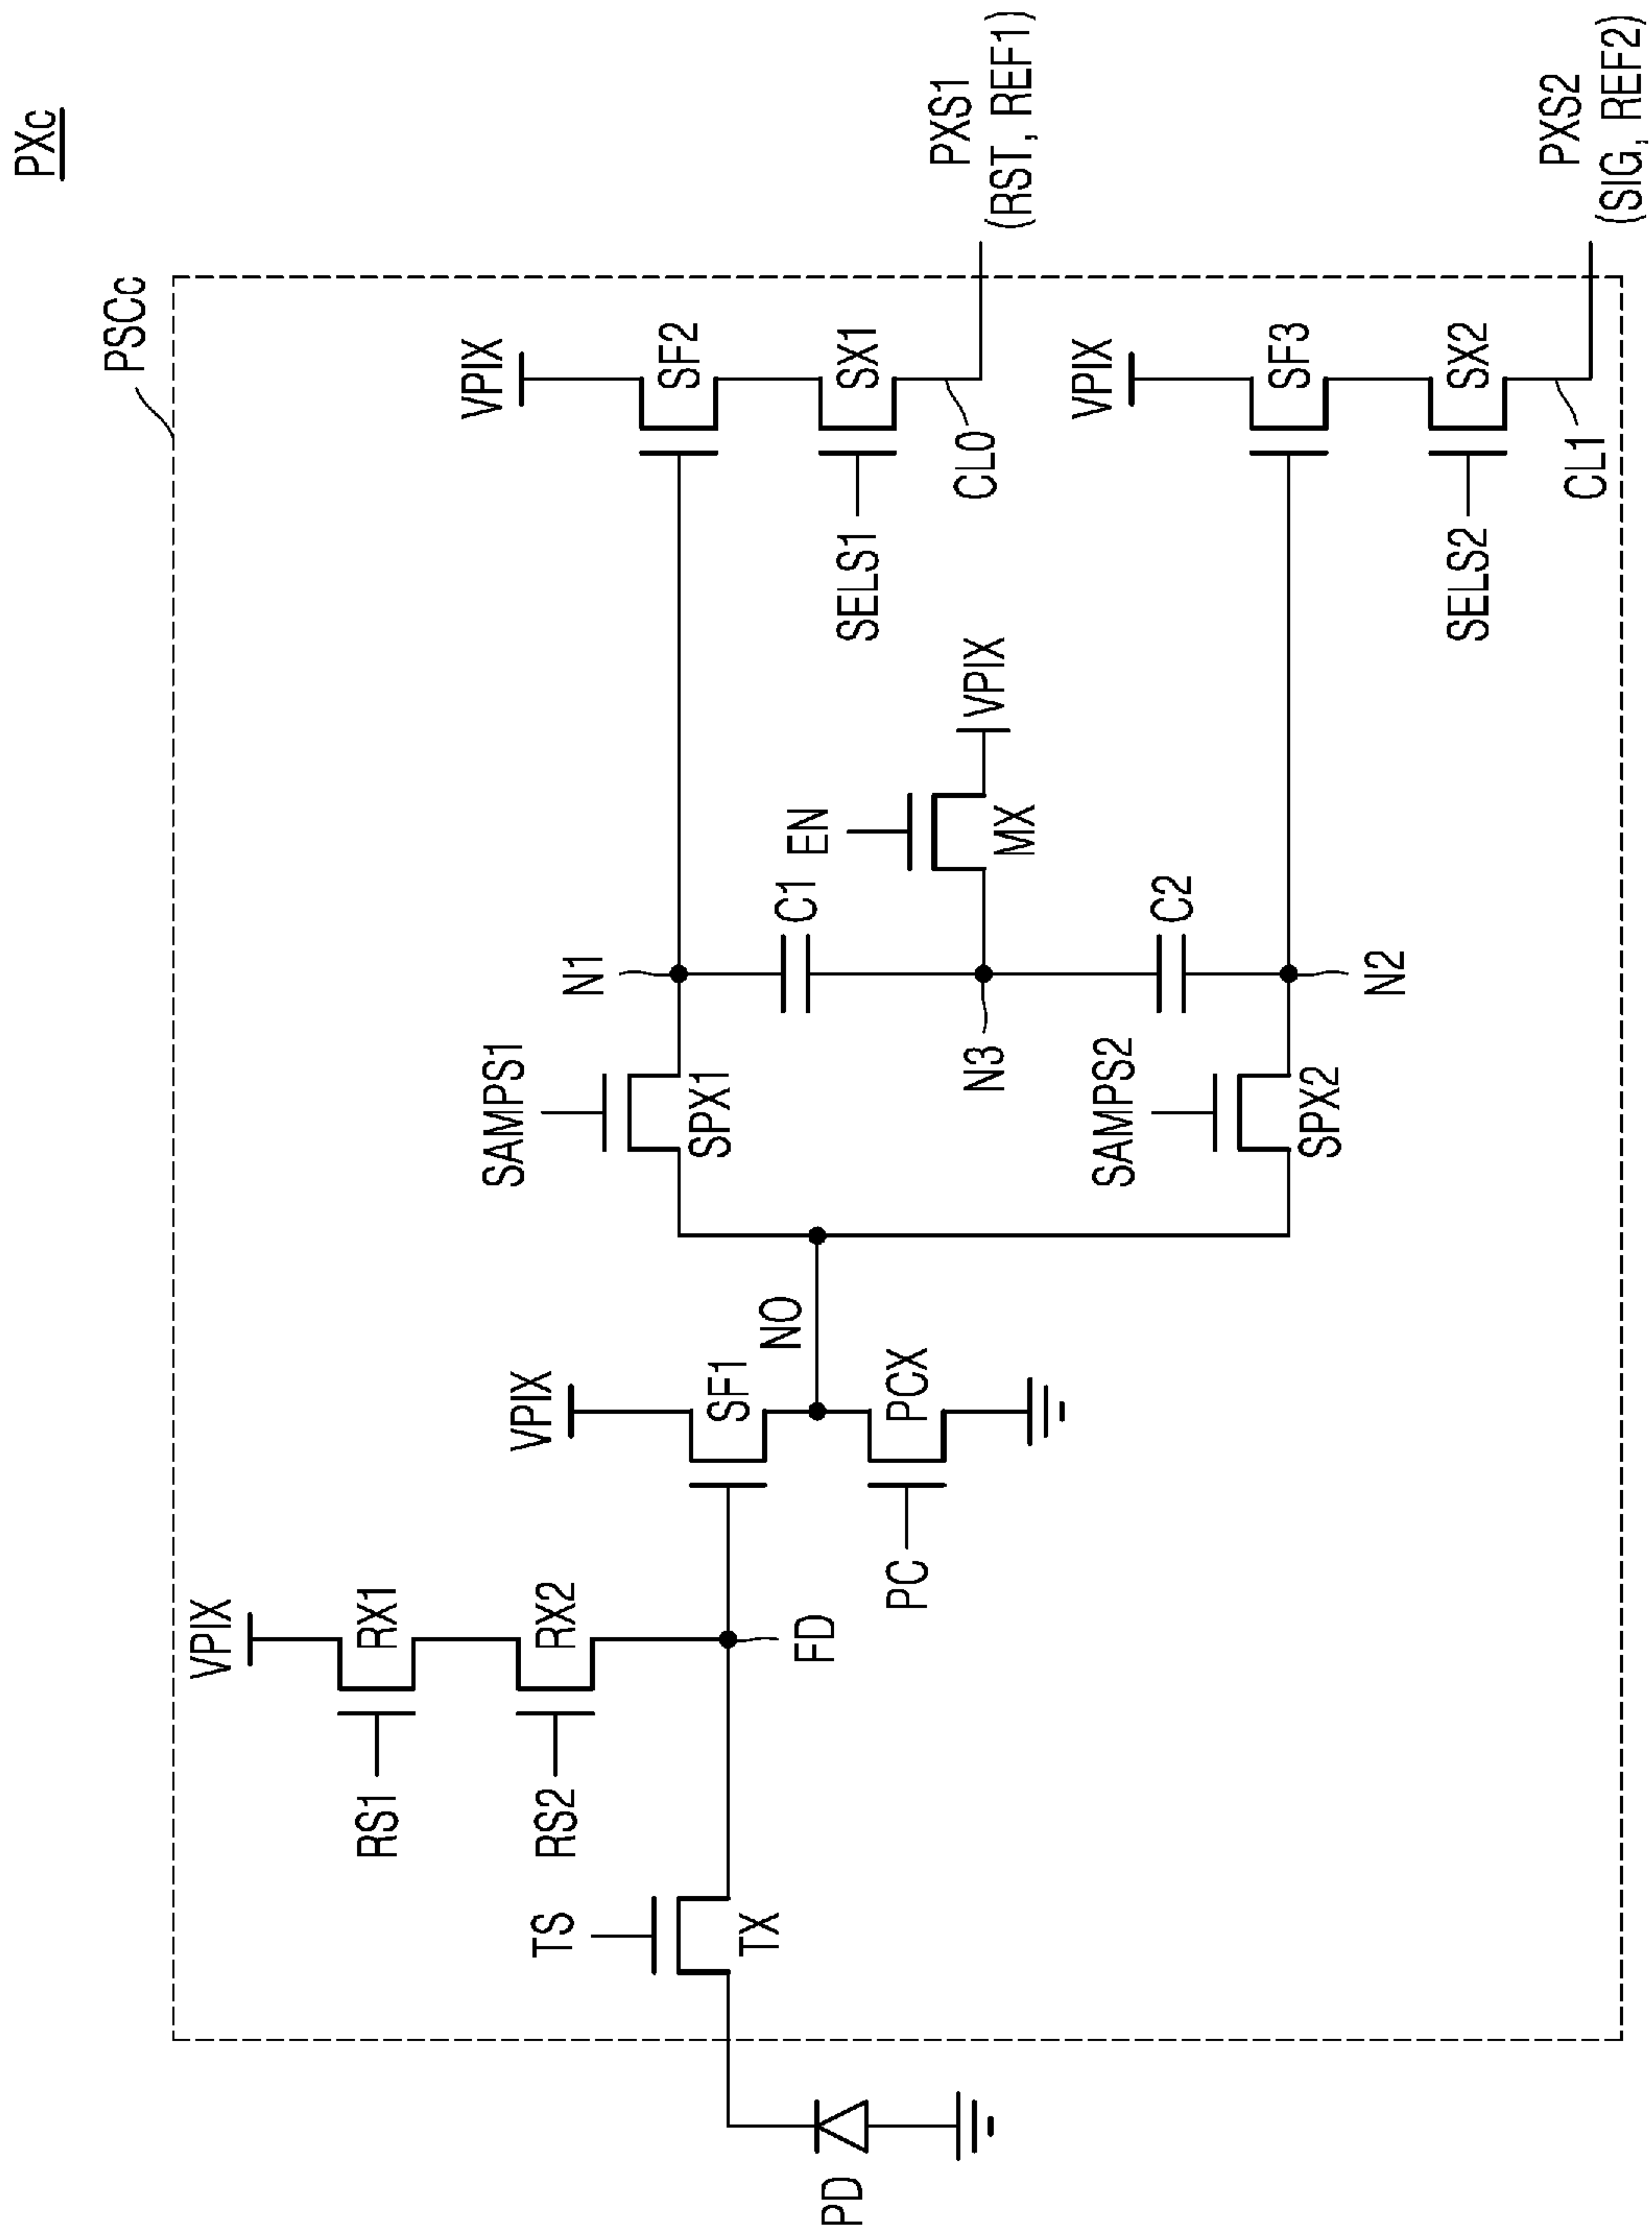 PXc
PSCc
VPIX
RX1
RS1
RX2
RS2
FD
TS
TX
PD
VPIX
SF1
NO
PCX
PC
SAMPS1
SPX1
N1
C1
EN
MX
VPIX
N3
C2
SAMPS2
SPX2
N2
VPIX
SF2
SX1
SELS1
CL0
PXS1
(RST, REF1)
VPIX
SF3
SX2
SELS2
CL1
PXS2
(SIG, REF2)